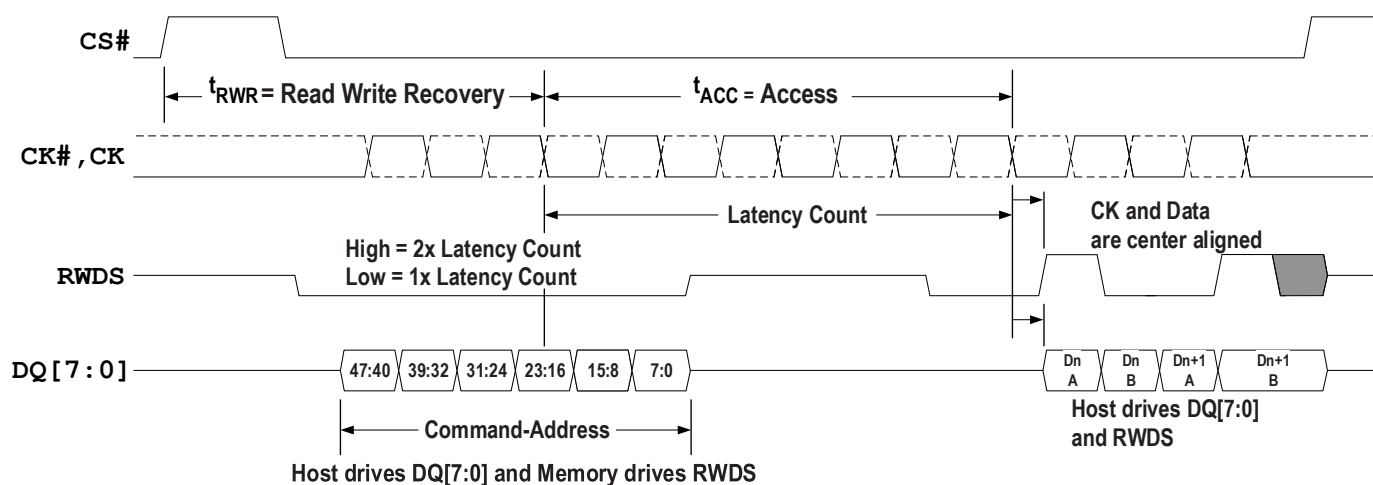 CS#
tRWR= Read Write Recovery
tACC = Access
CK#,CK
Latency Count
CK and Data
are center aligned
High = 2x Latency Count
Low = 1x Latency Count
RWDS
DQ[7:0]
47:40 39:32 31:24 23:16 15:8 7:0
Dn Dn Dn+1 Dn+1
A B A B
Host drives DQ[7:0]
and RWDS
Command-Address
Host drives DQ[7:0] and Memory drives RWDS